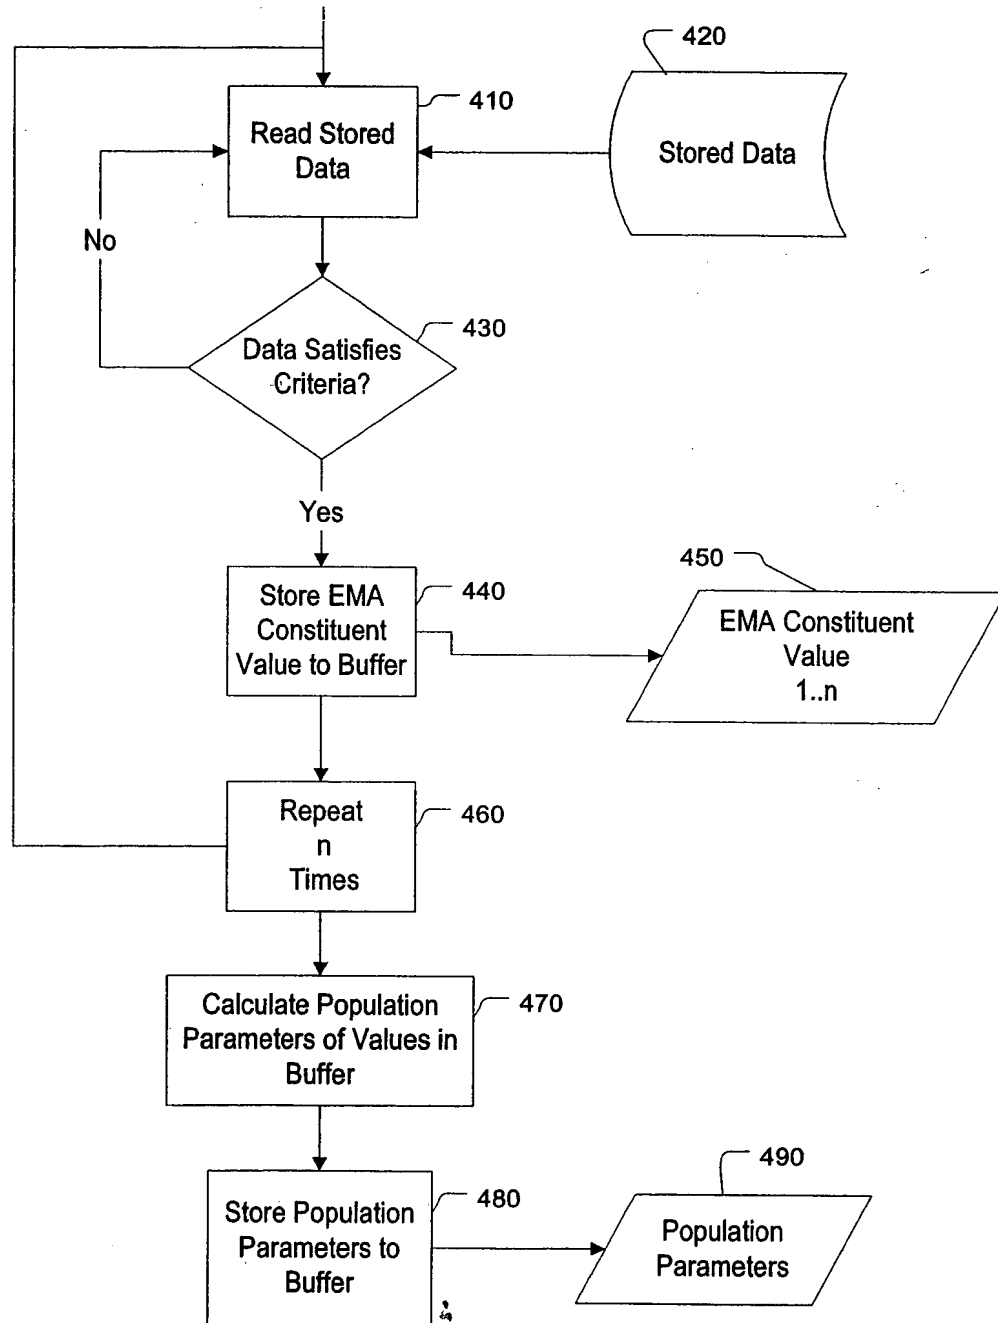 420
410
Read Stored
Data
Stored Data
No
430
Data Satisfies
Criteria?
Yes
450
440
Store EMA
Constituent
Value to Buffer
EMA Constituent
Value
1..n
460
Repeat
n
Times
470
Calculate Population
Parameters of Values in
Buffer
490
480
Store Population
Parameters to
Buffer
Population
Parameters